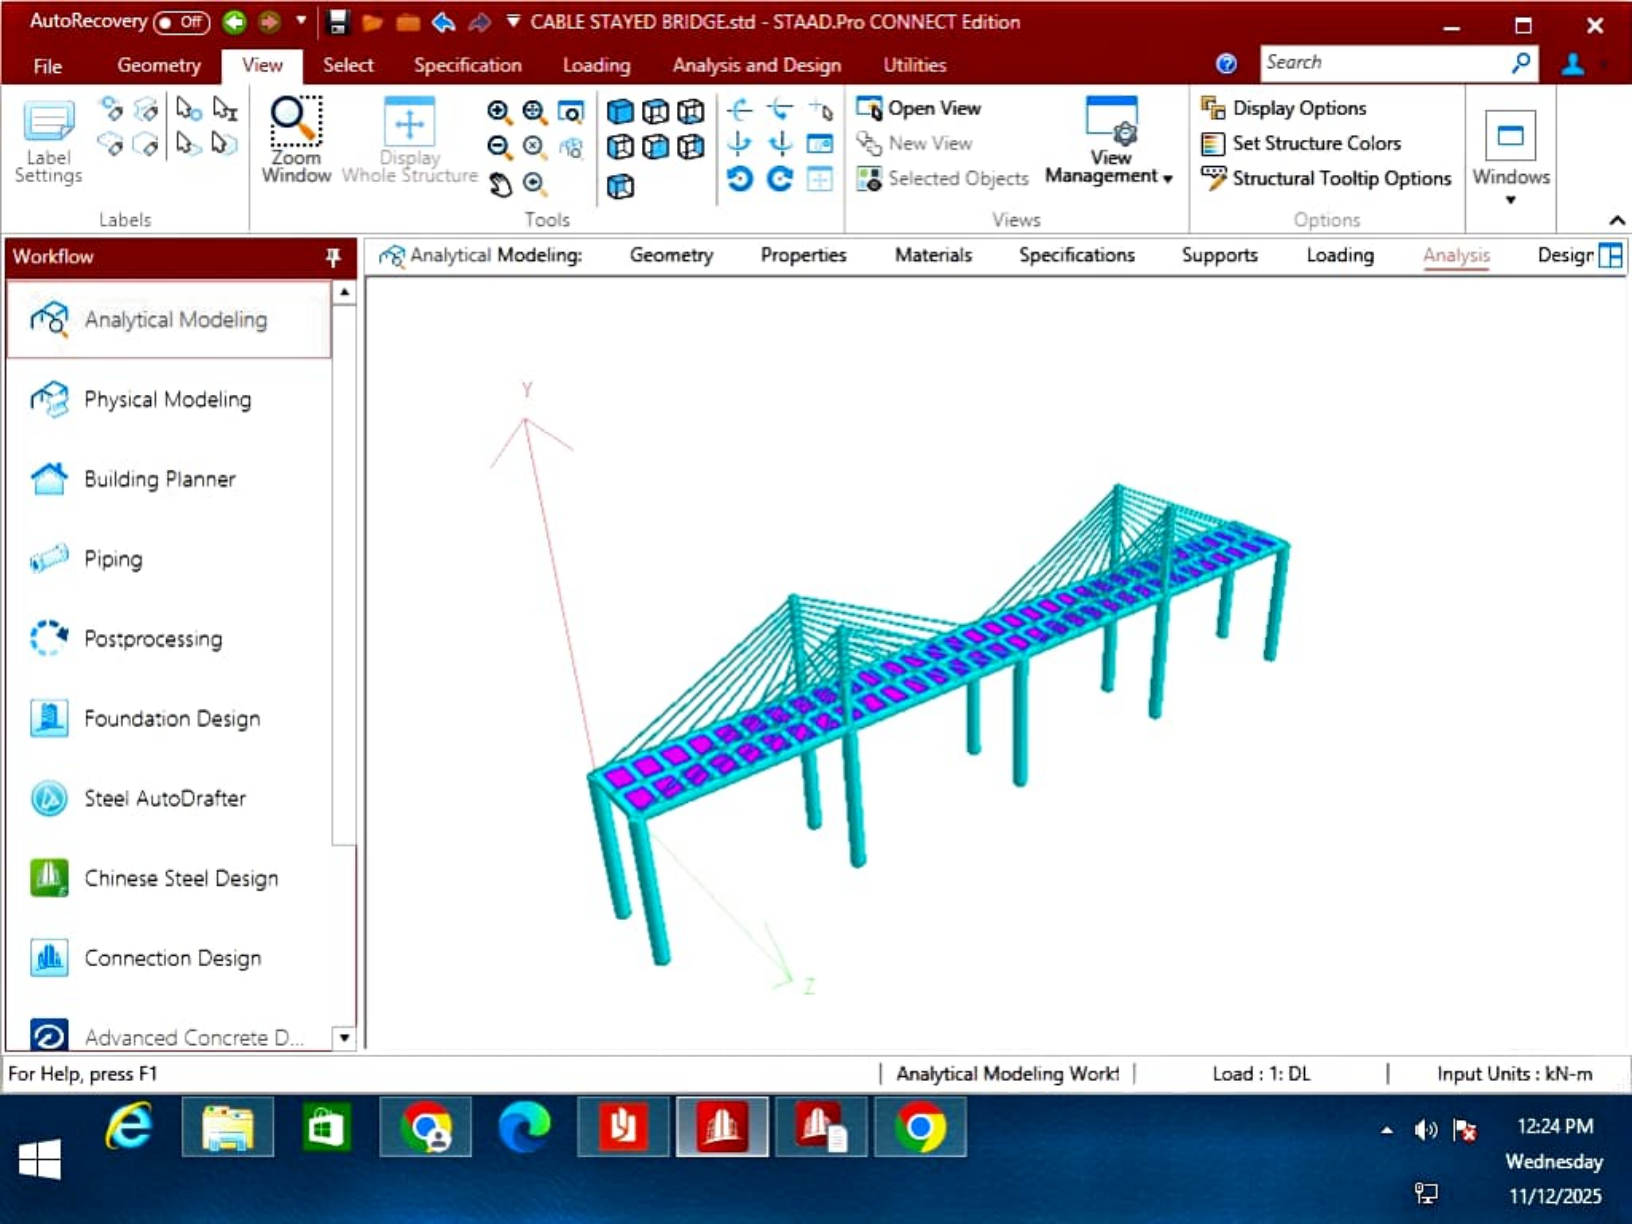 AutoRecovery Off CABLE STAYED BRIDGE.std - STAAD.Pro CONNECT Edition
File Geometry View Select Specification Loading Analysis and Design Utilities Search
Label Settings
Labels
Zoom Window
Display Whole Structure
Tools
Open View
New View
Selected Objects
View Management
Views
Display Options
Set Structure Colors
Structural Tooltip Options
Options
Windows
Workflow
Analytical Modeling: Geometry Properties Materials Specifications Supports Loading Analysis Design
Analytical Modeling
Physical Modeling
Building Planner
Piping
Postprocessing
Foundation Design
Steel AutoDrafter
Chinese Steel Design
Connection Design
Advanced Concrete D...
Y
Z
For Help, press F1 Analytical Modeling Workf Load : 1: DL Input Units : kN-m
12:24 PM
Wednesday
11/12/2025